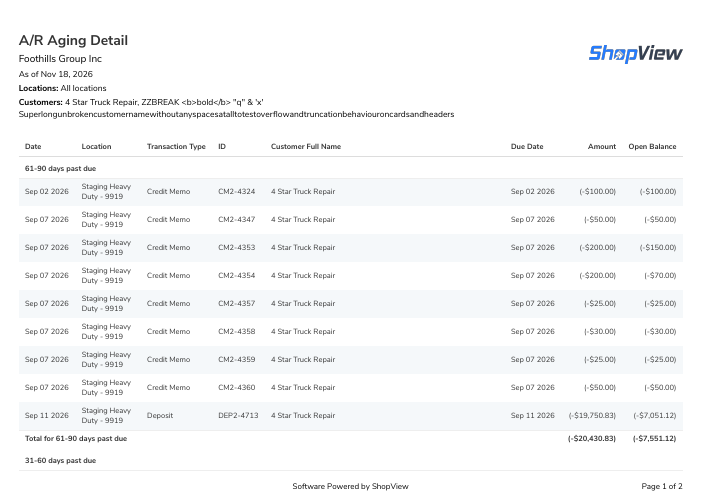 A/R Aging Detail
Foothills Group Inc
ShopView
As of Nov 18, 2026
Locations: All locations
Customers: 4 Star Truck Repair, ZZBREAK <b>bold</b> "q" & 'x'
Superlongunbrokencustomernamewithoutanyspacesatalltotestoverflowandtruncationbehaviouroncardsandheaders
Date Location Transaction Type ID Customer Full Name Due Date Amount Open Balance
61-90 days past due
Sep 02 2026 Staging Heavy Duty - 9919 Credit Memo CM2-4324 4 Star Truck Repair Sep 02 2026 (-$100.00) (-$100.00)
Sep 07 2026 Staging Heavy Duty - 9919 Credit Memo CM2-4347 4 Star Truck Repair Sep 07 2026 (-$50.00) (-$50.00)
Sep 07 2026 Staging Heavy Duty - 9919 Credit Memo CM2-4353 4 Star Truck Repair Sep 07 2026 (-$200.00) (-$150.00)
Sep 07 2026 Staging Heavy Duty - 9919 Credit Memo CM2-4354 4 Star Truck Repair Sep 07 2026 (-$200.00) (-$70.00)
Sep 07 2026 Staging Heavy Duty - 9919 Credit Memo CM2-4357 4 Star Truck Repair Sep 07 2026 (-$25.00) (-$25.00)
Sep 07 2026 Staging Heavy Duty - 9919 Credit Memo CM2-4358 4 Star Truck Repair Sep 07 2026 (-$30.00) (-$30.00)
Sep 07 2026 Staging Heavy Duty - 9919 Credit Memo CM2-4359 4 Star Truck Repair Sep 07 2026 (-$25.00) (-$25.00)
Sep 07 2026 Staging Heavy Duty - 9919 Credit Memo CM2-4360 4 Star Truck Repair Sep 07 2026 (-$50.00) (-$50.00)
Sep 11 2026 Staging Heavy Duty - 9919 Deposit DEP2-4713 4 Star Truck Repair Sep 11 2026 (-$19,750.83) (-$7,051.12)
Total for 61-90 days past due (-$20,430.83) (-$7,551.12)
31-60 days past due
Software Powered by ShopView Page 1 of 2